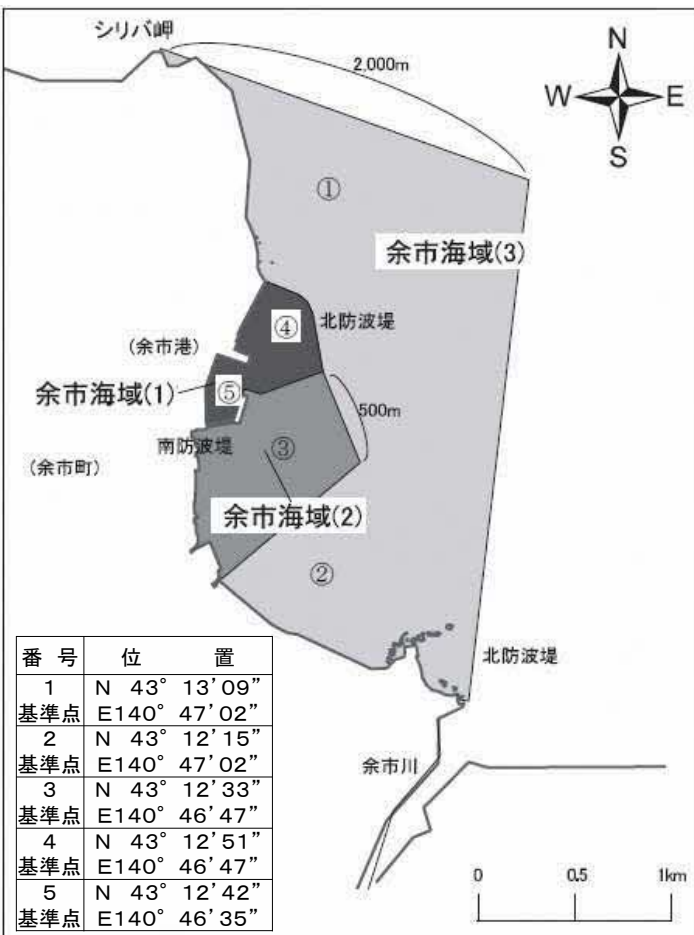 シリバ岬
2,000m
N
W E
S
①
余市海域(3)
④
北防波堤
(余市港)
余市海域(1)
⑤
500m
南防波堤
③
(余市町)
余市海域(2)
②
北防波堤
余市川
番 号 位 置
1 N 43° 13’09”
基準点 E140° 47’02”
2 N 43° 12’15”
基準点 E140° 47’02”
3 N 43° 12’33”
基準点 E140° 46’47”
4 N 43° 12’51”
基準点 E140° 46’47”
5 N 43° 12’42”
基準点 E140° 46’35”
0 0.5 1km